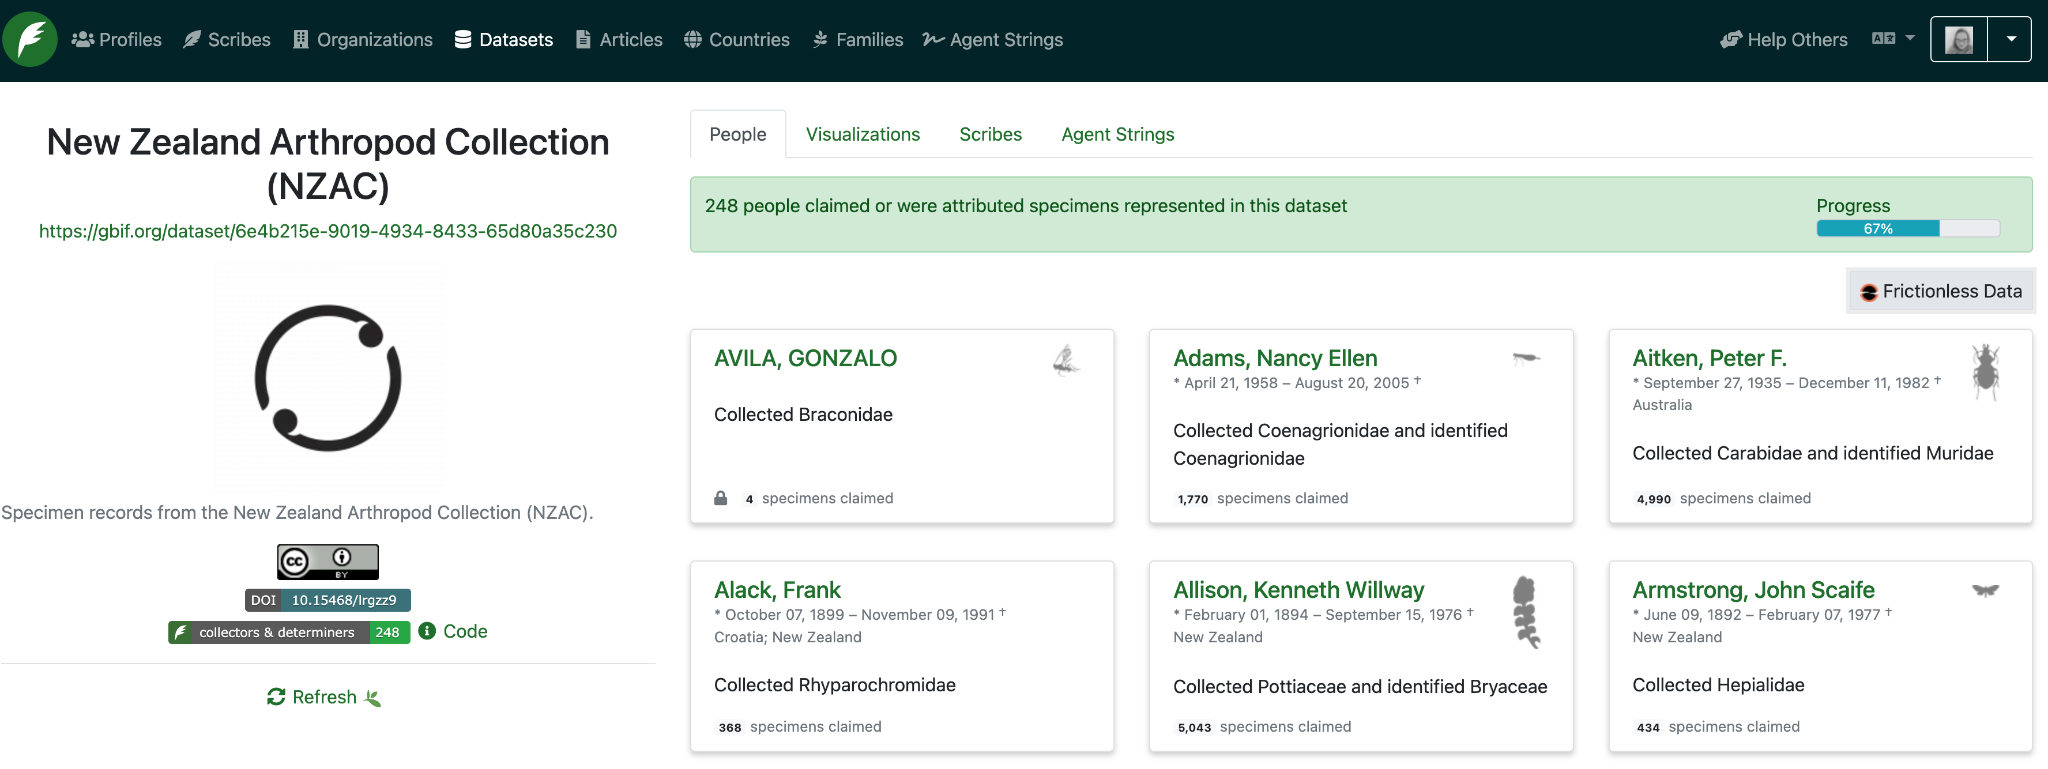 Profiles Scribes Organizations Datasets Articles Countries Families Agent Strings Help Others
New Zealand Arthropod Collection
(NZAC)
https://gbif.org/dataset/6e4b215e-9019-4934-8433-65d80a35c230
Specimen records from the New Zealand Arthropod Collection (NZAC).
cc BY
DOI 10.15468/lrgzz9
collectors & determiners 248 Code
Refresh
People Visualizations Scribes Agent Strings
248 people claimed or were attributed specimens represented in this dataset
Progress
67%
Frictionless Data
AVILA, GONZALO
Collected Braconidae
4 specimens claimed
Adams, Nancy Ellen
* April 21, 1958 – August 20, 2005 †
Collected Coenagrionidae and identified
Coenagrionidae
1,770 specimens claimed
Aitken, Peter F.
* September 27, 1935 – December 11, 1982 †
Australia
Collected Carabidae and identified Muridae
4,990 specimens claimed
Alack, Frank
* October 07, 1899 – November 09, 1991 †
Croatia; New Zealand
Collected Rhyparochromidae
368 specimens claimed
Allison, Kenneth Willway
* February 01, 1894 – September 15, 1976 †
New Zealand
Collected Pottiaceae and identified Bryaceae
5,043 specimens claimed
Armstrong, John Scaife
* June 09, 1892 – February 07, 1977 †
New Zealand
Collected Hepialidae
434 specimens claimed